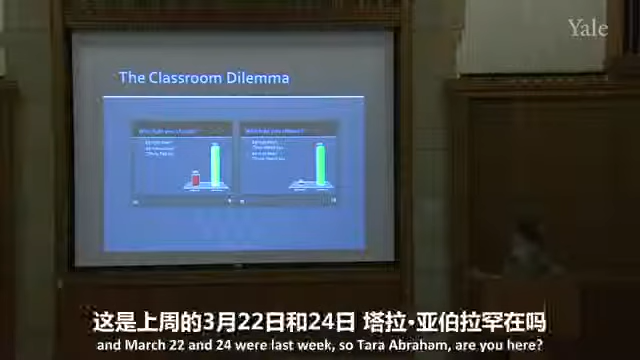 Yale
The Classroom Dilemma
这是上周的3月22日和24日 塔拉·亚伯拉罕在吗
and March 22 and 24 were last week, so Tara Abraham, are you here?